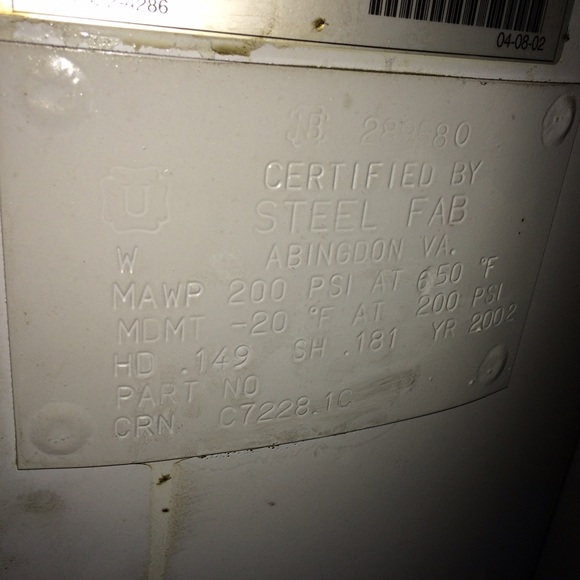 04-08-02
NB
CERTIFIED BY
U
STEEL FAB
W ABINGDON VA.
MAWP 200 PSI AT 650 °F
MDMT -20 °F AT 200 PSI
HD .149 SH .181 YR 2002
PART NO
CRN C7228.1C